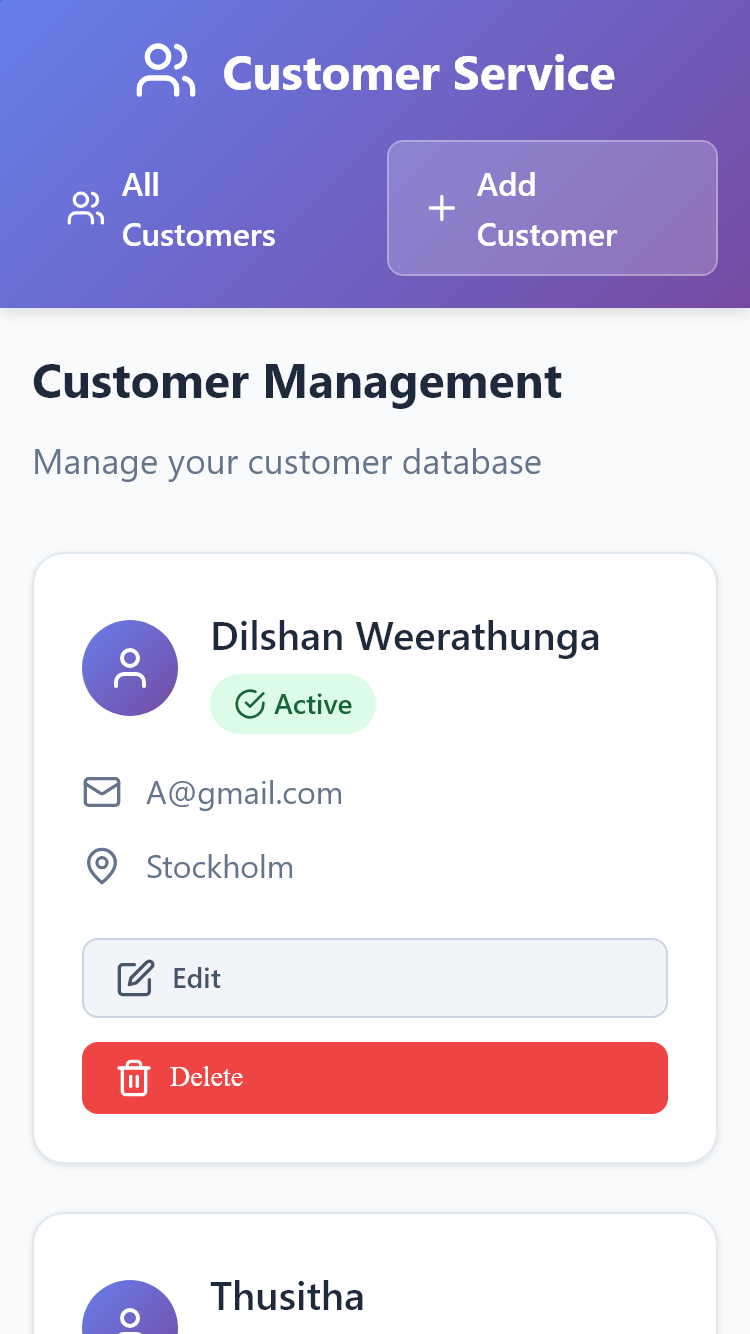 Customer Service
All
Customers
Add
Customer
Customer Management
Manage your customer database
Dilshan Weerathunga
Active
A@gmail.com
Stockholm
Edit
Delete
Thusitha